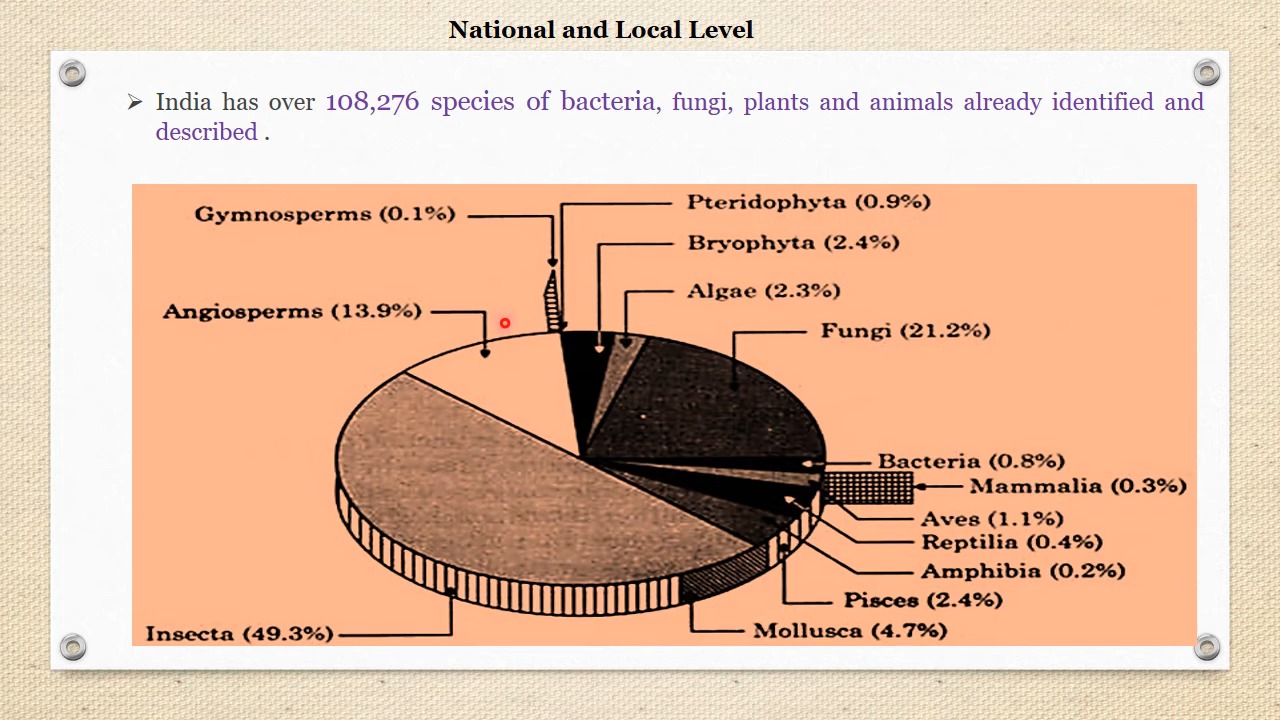 National and Local Level
India has over 108,276 species of bacteria, fungi, plants and animals already identified and
described .
Gymnosperms (0.1%)
Pteridophyta (0.9%)
Bryophyta (2.4%)
Algae (2.3%)
Angiosperms (13.9%)
Fungi (21.2%)
Bacteria (0.8%)
Mammalia (0.3%)
Aves (1.1%)
Reptilia (0.4%)
Amphibia (0.2%)
Pisces (2.4%)
Mollusca (4.7%)
Insecta (49.3%)